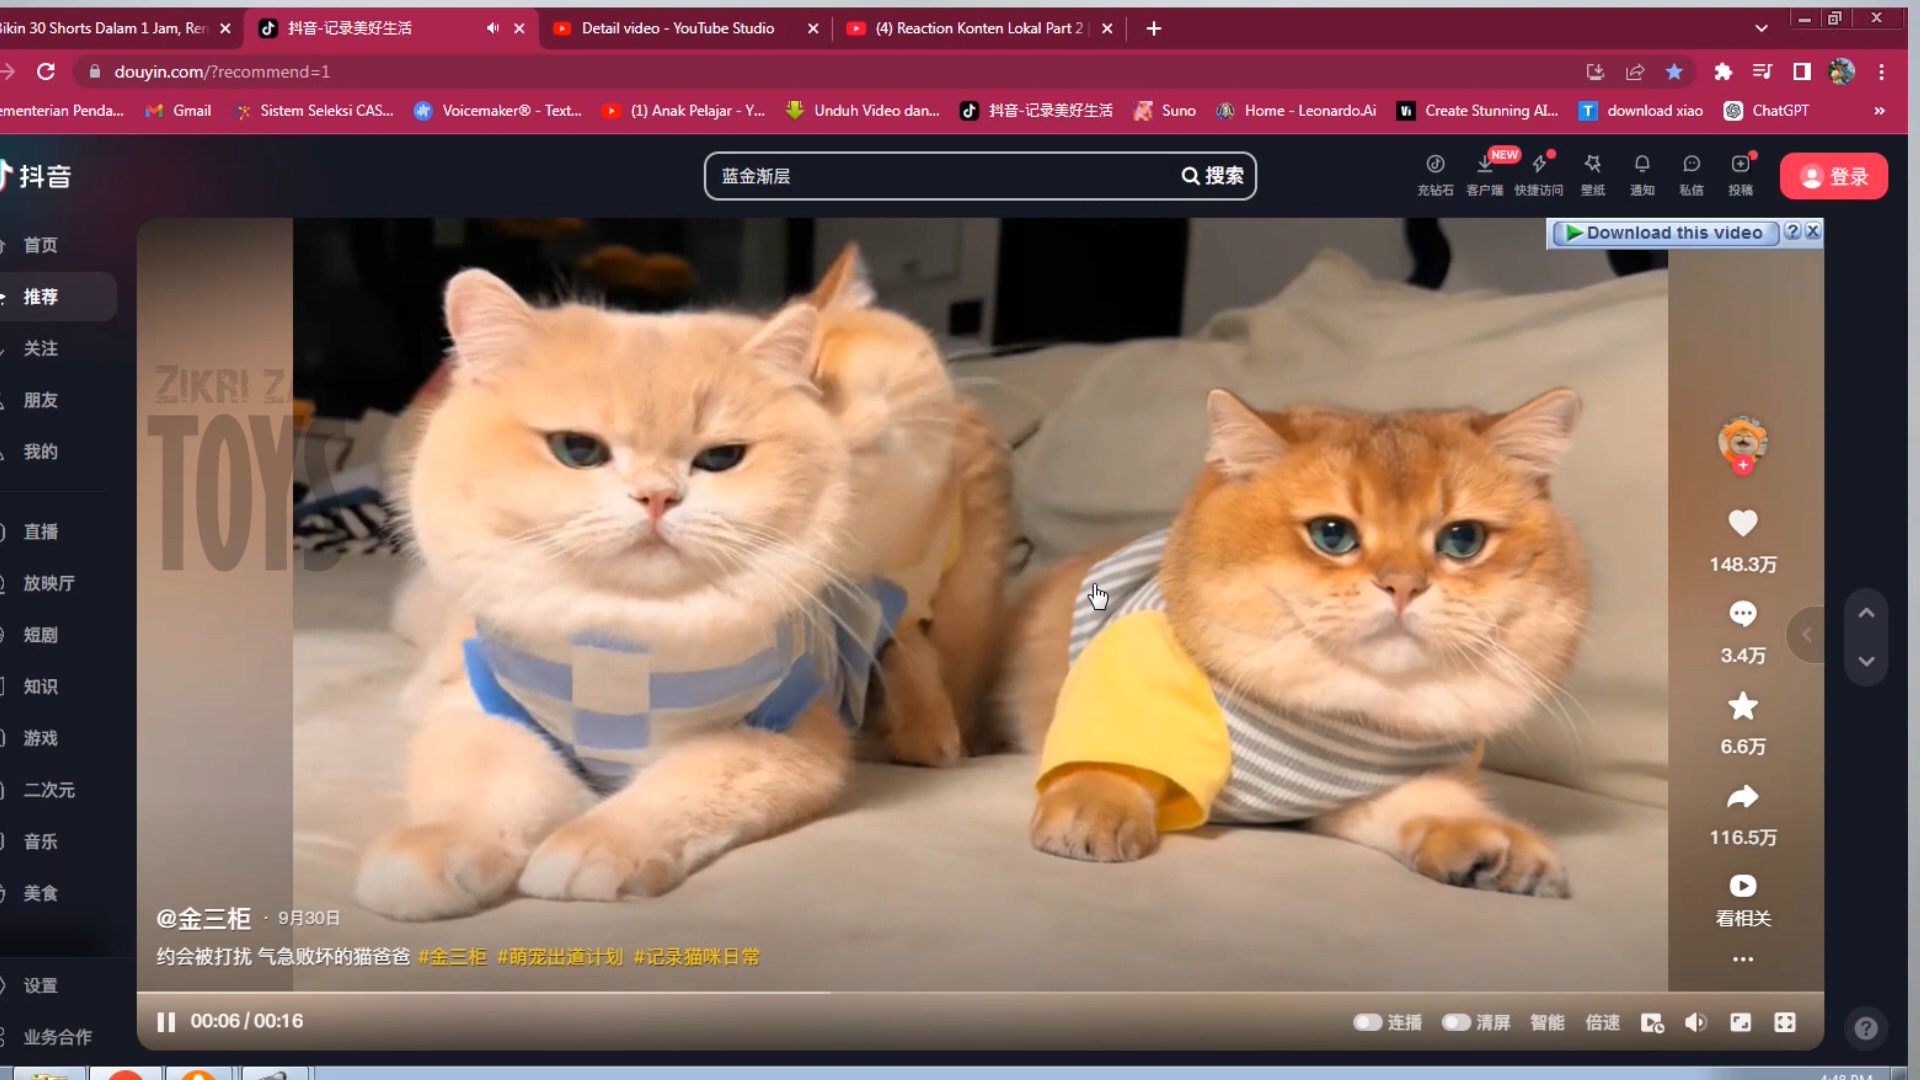 Bikin 30 Shorts Dalam 1 Jam, Ren
抖音-记录美好生活
Detail video - YouTube Studio
(4) Reaction Konten Lokal Part 2 |
douyin.com/?recommend=1
ementerian Penda...
Gmail
Sistem Seleksi CAS...
Voicemaker® - Text...
(1) Anak Pelajar - Y...
Unduh Video dan...
抖音-记录美好生活
Suno
Home - Leonardo.Ai
Create Stunning AI...
download xiao
ChatGPT
»
抖音
蓝金渐层
搜索
NEW
充钻石
客户端
快捷访问
壁纸
通知
私信
投稿
登录
Download this video
首页
推荐
关注
朋友
我的
直播
放映厅
短剧
知识
游戏
二次元
音乐
美食
设置
业务合作
ZIKRI ZA
TOYS
148.3万
3.4万
6.6万
116.5万
看相关
@金三柜 · 9月30日
约会被打扰 气急败坏的猫爸爸 #金三柜 #萌宠出道计划 #记录猫咪日常
00:06 / 00:16
连播
清屏
智能
倍速
4:48 PM